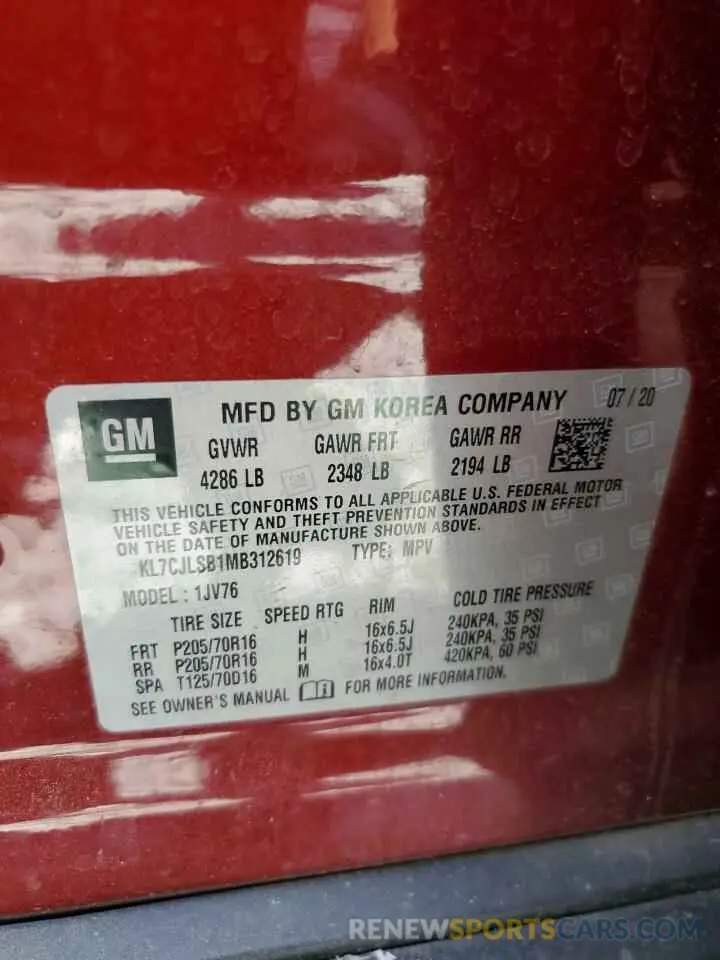 GM
MFD BY GM KOREA COMPANY 07 / 20
GVWR GAWR FRT GAWR RR
4286 LB 2348 LB 2194 LB
THIS VEHICLE CONFORMS TO ALL APPLICABLE U.S. FEDERAL MOTOR
VEHICLE SAFETY AND THEFT PREVENTION STANDARDS IN EFFECT
ON THE DATE OF MANUFACTURE SHOWN ABOVE.
KL7CJLSB1MB312619 TYPE: MPV
MODEL : 1JV76
TIRE SIZE SPEED RTG RIM COLD TIRE PRESSURE
FRT P205/70R16 H 16x6.5J 240KPA, 35 PSI
RR P205/70R16 H 16x6.5J 240KPA, 35 PSI
SPA T125/70D16 M 16x4.0T 420KPA, 60 PSI
SEE OWNER'S MANUAL FOR MORE INFORMATION.
RENEWSPORTSCARS.COM